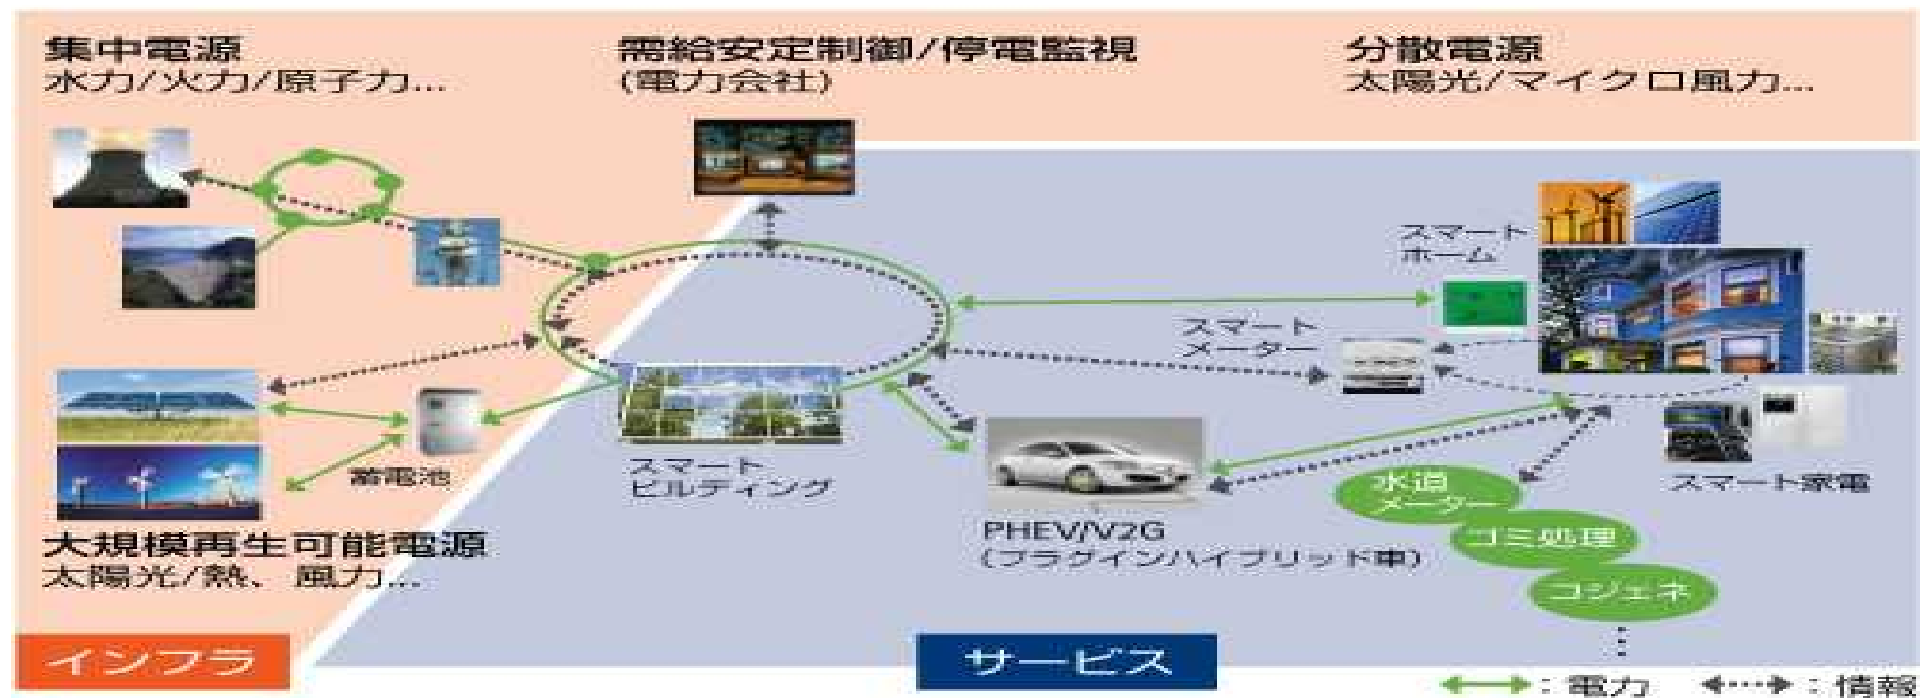 集中電源
水力/火力/原子力...
需給安定制御/停電監視
(電力会社)
分散電源
太陽光/マイクロ風力...
スマート
ホーム
スマート
メーター
蓄電池
スマート
ビルディング
スマート家電
水道
メーター
ゴミ処理
コジェネ
PHEV/V2G
(プラグインハイブリッド車)
大規模再生可能電源
太陽光/熱、風力...
インフラ
サービス
:電力
:情報